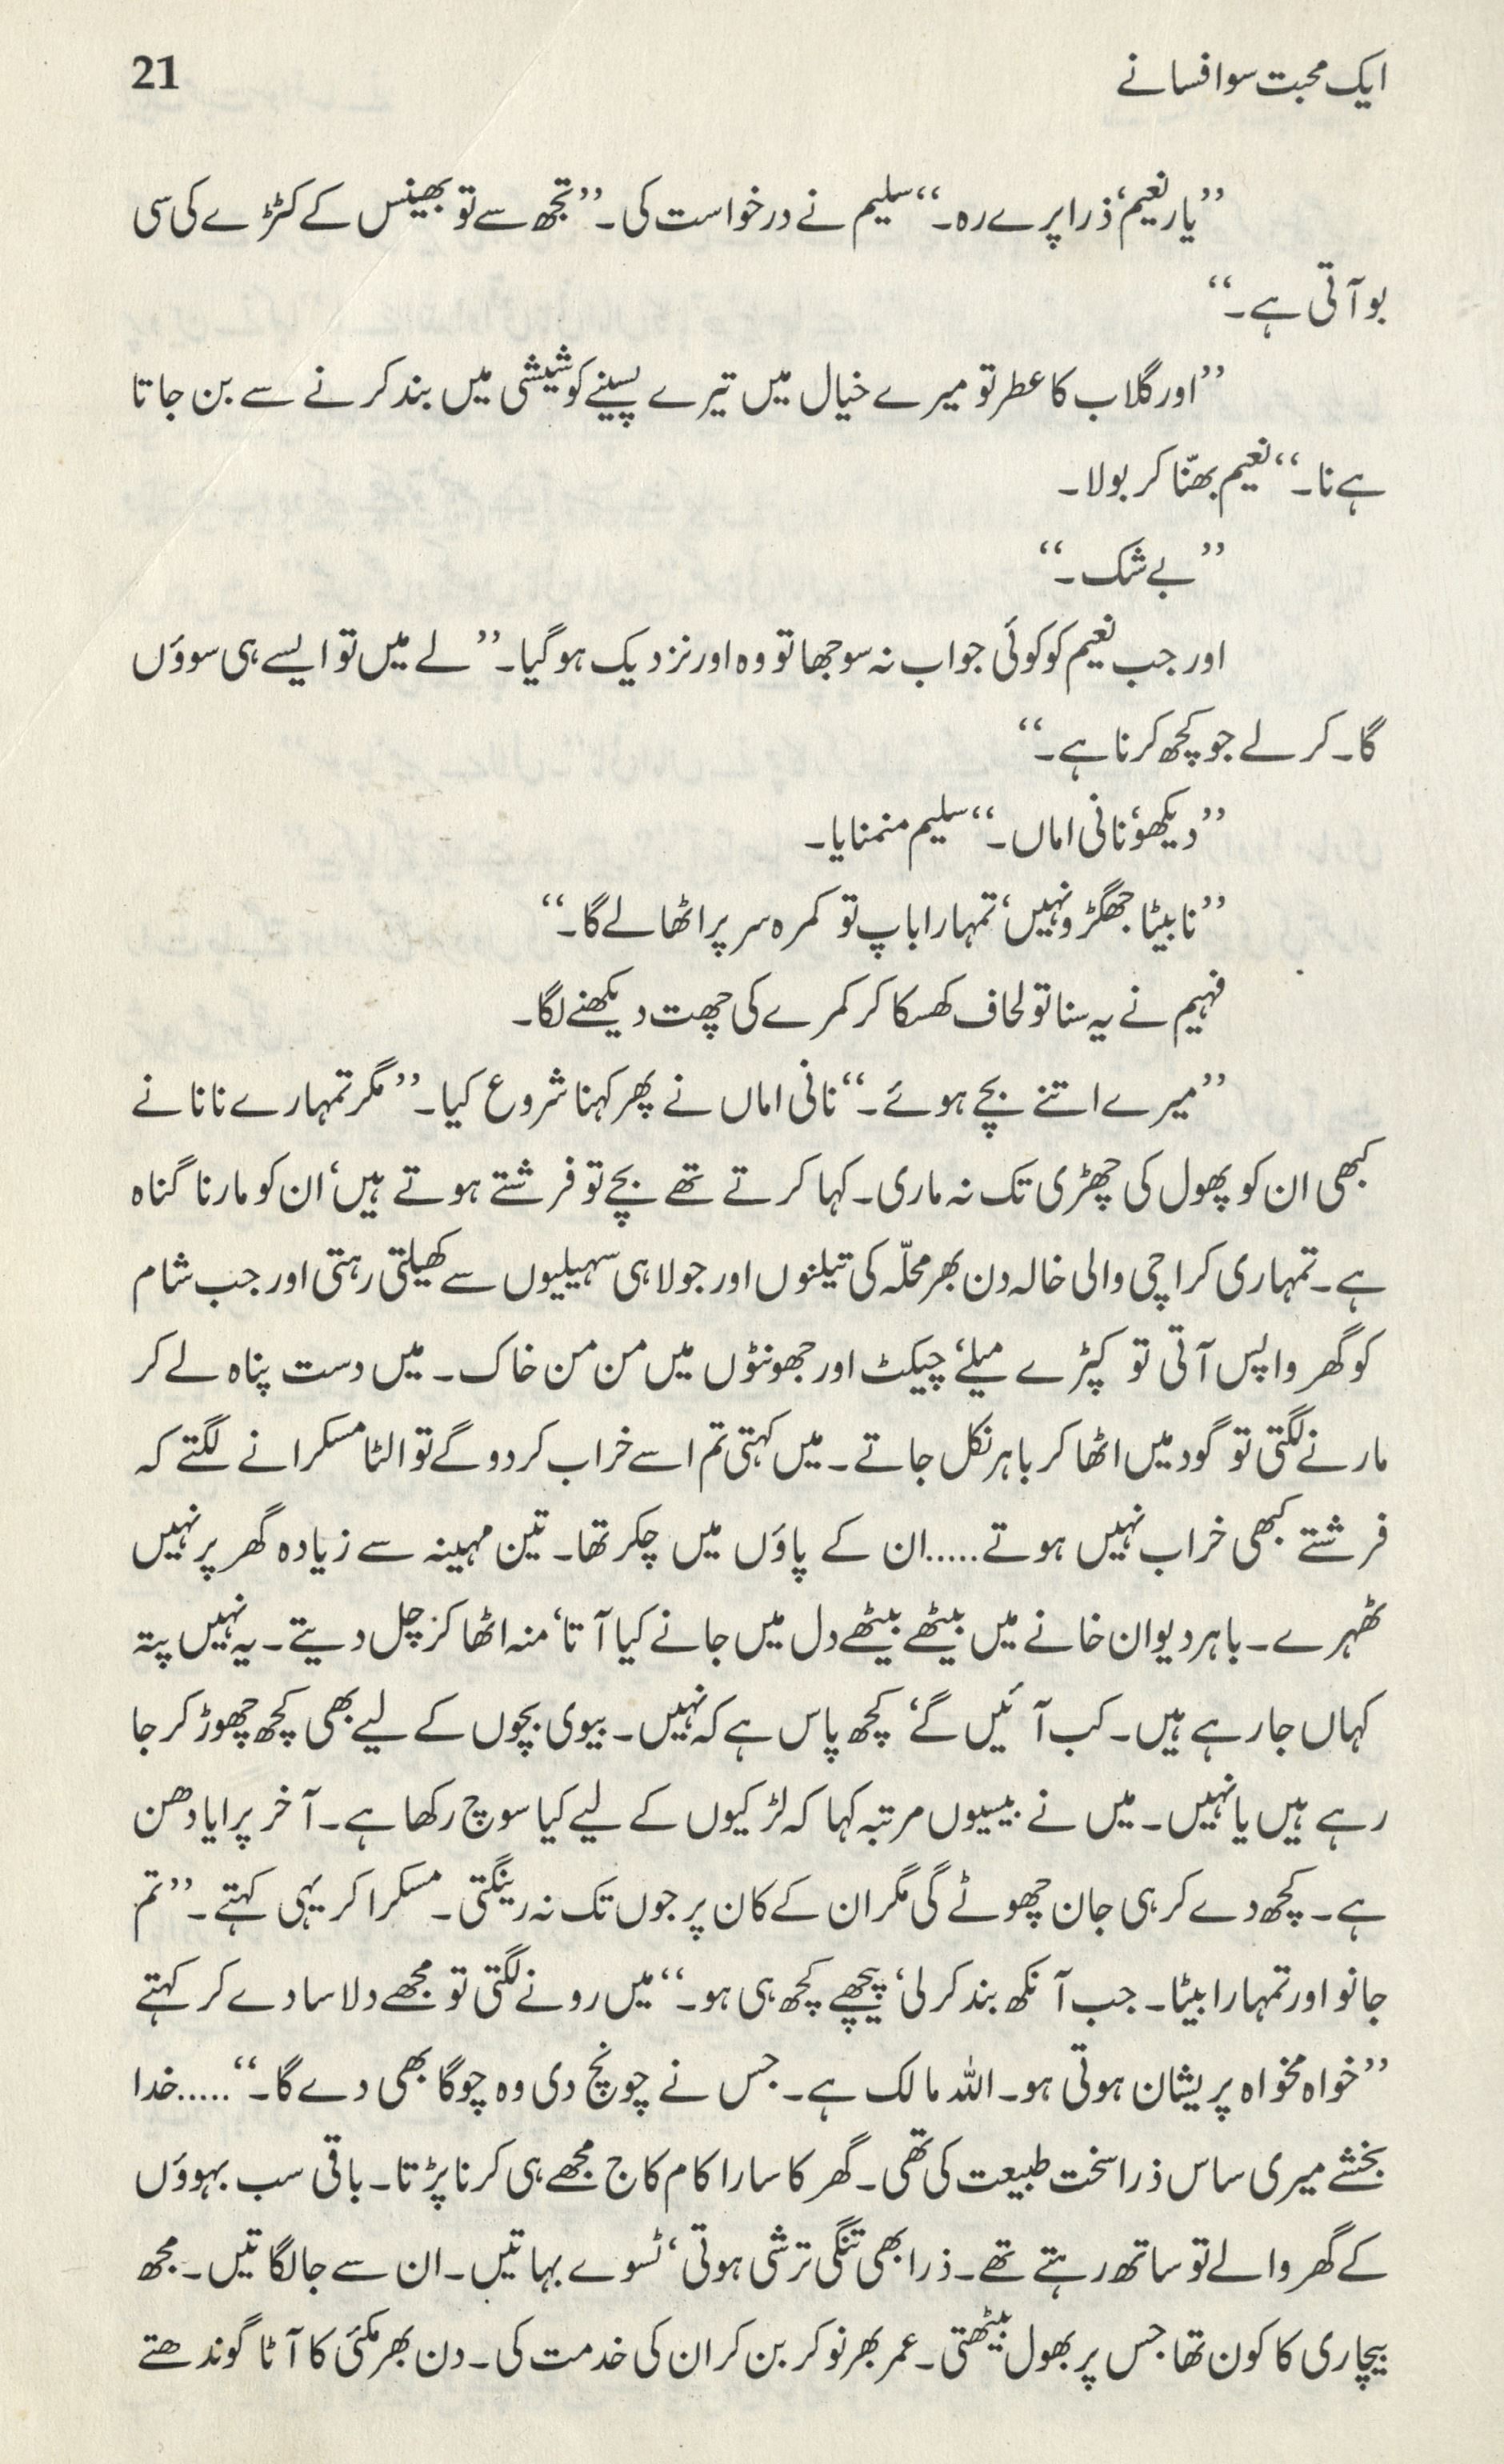 ایک محبت سو افسانے 21
’’یار نعیم‘ ذرا پرے رہ۔‘‘ سلیم نے درخواست کی۔ ’’تجھ سے تو بھینس کے کٹڑے کی سی
بو آتی ہے۔‘‘
’’اور گلاب کا عطر تو میرے خیال میں تیرے پسینے کو شیشی میں بند کرنے سے بن جاتا
ہے نا۔‘‘ نعیم بھنّا کر بولا۔
’’بے شک۔‘‘
اور جب نعیم کو کوئی جواب نہ سوجھا تو وہ اور نزدیک ہو گیا۔ ’’لے میں تو ایسے ہی سوؤں
گا۔ کر لے جو کچھ کرنا ہے۔‘‘
’’دیکھو‘ نانی اماں۔‘‘ سلیم منمنایا۔
’’نا بیٹا جھگڑو نہیں‘ تمہارا باپ تو کمرہ سر پر اٹھا لے گا۔‘‘
فہیم نے یہ سنا تو لحاف کھسکا کر کمرے کی چھت دیکھنے لگا۔
’’میرے اتنے بچے ہوئے۔‘‘ نانی اماں نے پھر کہنا شروع کیا۔ ’’مگر تمہارے نانا نے
کبھی ان کو پھول کی چھڑی تک نہ ماری۔ کہا کرتے تھے بچے تو فرشتے ہوتے ہیں‘ ان کو مارنا گناہ
ہے۔ تمہاری کراچی والی خالہ دن بھر محلّہ کی تیلنوں اور جولاہی سہیلیوں سے کھیلتی رہتی اور جب شام
کو گھر واپس آتی تو کپڑے میلے‘ چیکٹ اور جھونٹوں میں من من خاک۔ میں دست پناہ لے کر
مارنے لگتی تو گود میں اٹھا کر باہر نکل جاتے۔ میں کہتی تم اسے خراب کر دو گے تو الٹا مسکرانے لگتے کہ
فرشتے کبھی خراب نہیں ہوتے.....ان کے پاؤں میں چکر تھا۔ تین مہینہ سے زیادہ گھر پر نہیں
ٹھہرے۔ باہر دیوان خانے میں بیٹھے بیٹھے دل میں جانے کیا آتا‘ منہ اٹھا کر چل دیتے۔ یہ نہیں پتہ
کہاں جا رہے ہیں۔ کب آئیں گے‘ کچھ پاس ہے کہ نہیں۔ بیوی بچوں کے لیے بھی کچھ چھوڑ کر جا
رہے ہیں یا نہیں۔ میں نے بیسیوں مرتبہ کہا کہ لڑکیوں کے لیے کیا سوچ رکھا ہے۔ آخر پرایا دھن
ہے۔ کچھ دے کر ہی جان چھوٹے گی مگر ان کے کان پر جوں تک نہ رینگتی۔ مسکرا کر یہی کہتے۔ ’’تم
جانو اور تمہارا بیٹا۔ جب آنکھ بند کر لی‘ پیچھے کچھ ہی ہو۔‘‘ میں رونے لگتی تو مجھے دلاسا دے کر کہتے
’’خواہ مخواہ پریشان ہوتی ہو۔ اللہ مالک ہے۔ جس نے چونچ دی وہ چوگا بھی دے گا۔‘‘.....خدا
بخشے میری ساس ذرا سخت طبیعت کی تھی۔ گھر کا سارا کام کاج مجھے ہی کرنا پڑتا۔ باقی سب بہوؤں
کے گھر والے تو ساتھ رہتے تھے۔ ذرا بھی تنگی ترشی ہوتی‘ ٹسوے بہاتیں۔ ان سے جا لگاتیں۔ مجھ
بیچاری کا کون تھا جس پر بھول بیٹھتی۔ عمر بھر نوکر بن کر ان کی خدمت کی۔ دن بھر مکئی کا آٹا گوندھتے